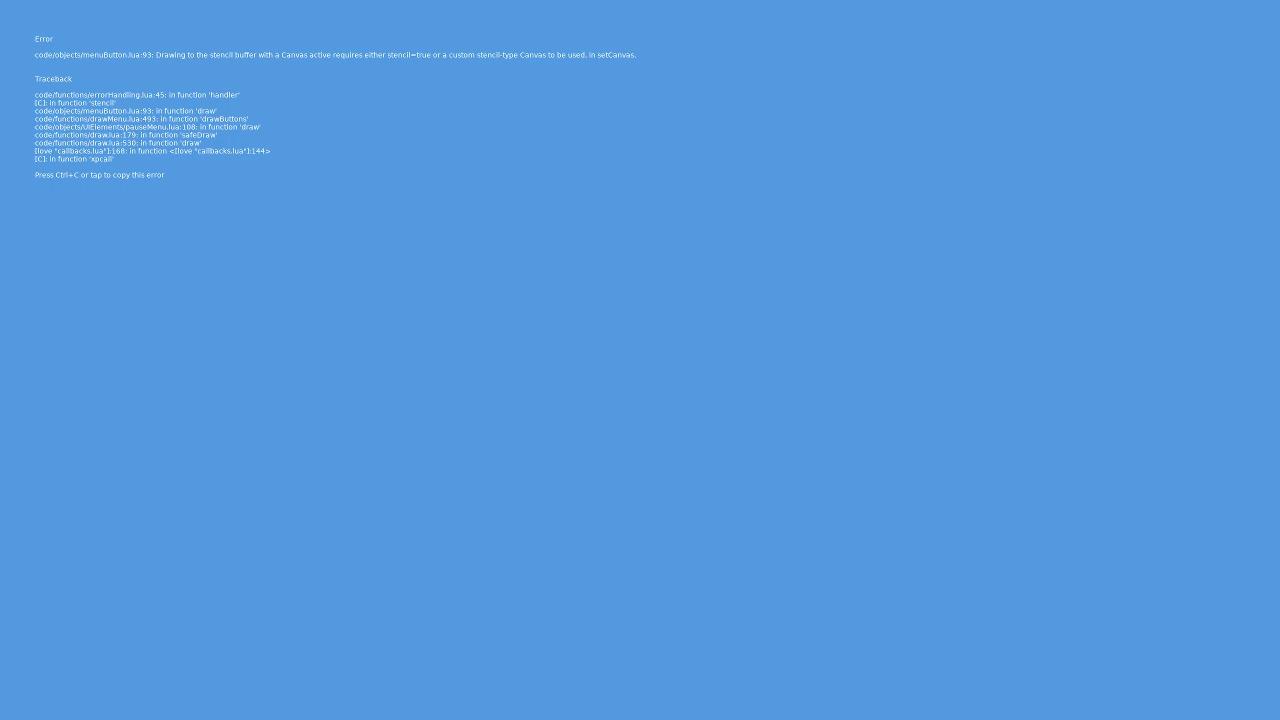 Error
code/objects/menuButton.lua:93: Drawing to the stencil buffer with a Canvas active requires either stencil=true or a custom stencil-type Canvas to be used, in setCanvas.
Traceback
code/functions/errorHandling.lua:45: in function 'handler'
[C]: in function 'stencil'
code/objects/menuButton.lua:93: in function 'draw'
code/functions/drawMenu.lua:493: in function 'drawButtons'
code/objects/UIElements/pauseMenu.lua:108: in function 'draw'
code/functions/draw.lua:179: in function 'safeDraw'
code/functions/draw.lua:530: in function 'draw'
[love "callbacks.lua"]:168: in function <[love "callbacks.lua"]:144>
[C]: in function 'xpcall'
Press Ctrl+C or tap to copy this error